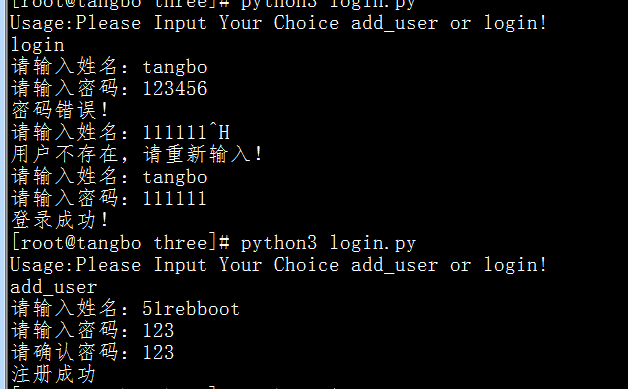 [root@tangbo three]# python3 login.py
Usage:Please Input Your Choice add_user or login!
login
请输入姓名: tangbo
请输入密码: 123456
密码错误!
请输入姓名: 111111^H
用户不存在,请重新输入!
请输入姓名: tangbo
请输入密码: 111111
登录成功!
[root@tangbo three]# python3 login.py
Usage:Please Input Your Choice add_user or login!
add_user
请输入姓名: 51rebboot
请输入密码: 123
请确认密码: 123
注册成功